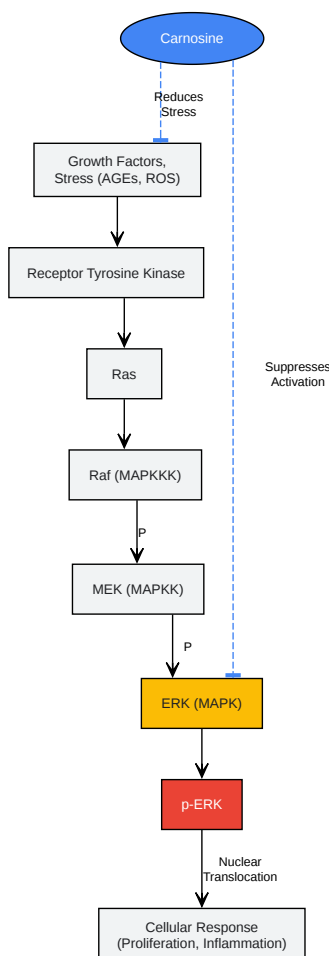 Carnosine
Reduces
Stress
Growth Factors,
Stress (AGEs, ROS)
Receptor Tyrosine Kinase
Ras
Suppresses
Activation
Raf (MAPKKK)
P
MEK (MAPKK)
P
ERK (MAPK)
p-ERK
Nuclear
Translocation
Cellular Response
(Proliferation, Inflammation)